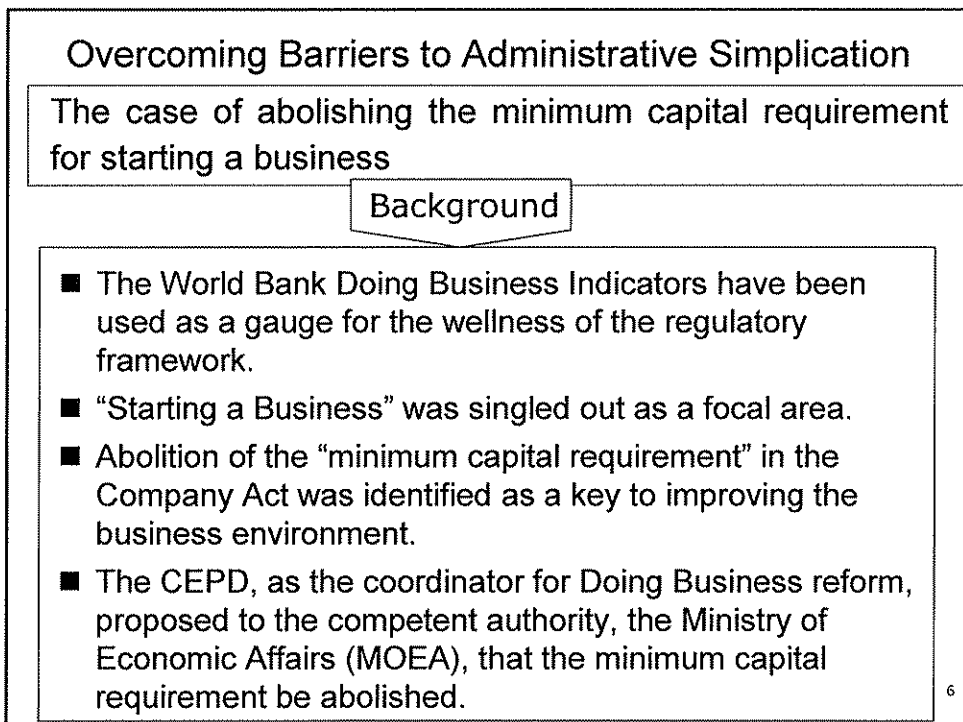 Overcoming Barriers to Administrative Simplication
The case of abolishing the minimum capital requirement
for starting a business
Background
■ The World Bank Doing Business Indicators have been
used as a gauge for the wellness of the regulatory
framework.
■ “Starting a Business” was singled out as a focal area.
■ Abolition of the “minimum capital requirement” in the
Company Act was identified as a key to improving the
business environment.
■ The CEPD, as the coordinator for Doing Business reform,
proposed to the competent authority, the Ministry of
Economic Affairs (MOEA), that the minimum capital
requirement be abolished.
6